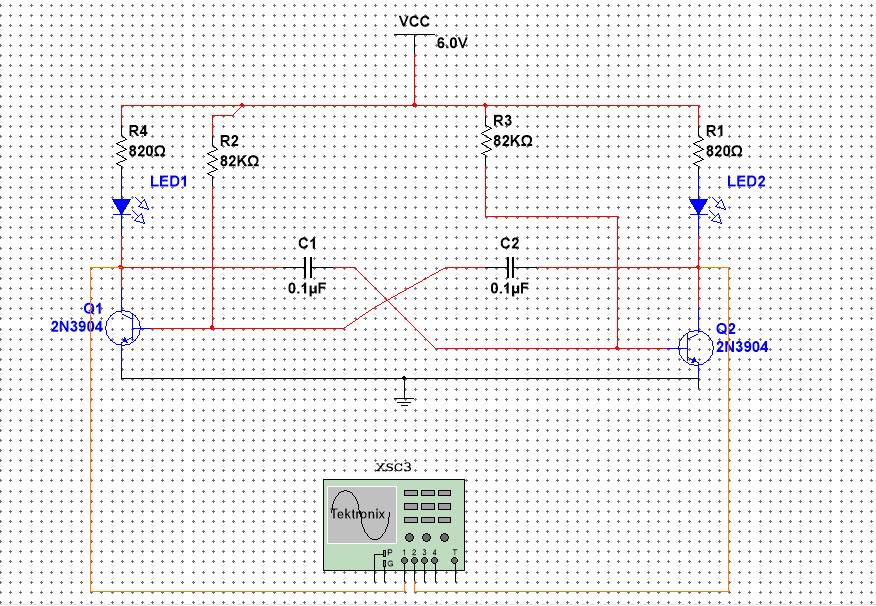 VCC
6.0V
R4
820Ω
R2
82KΩ
R3
82KΩ
R1
820Ω
LED1
LED2
C1
0.1µF
C2
0.1µF
Q1
2N3904
Q2
2N3904
XSC3
Tektronix
P
G
1 2 3 4 T